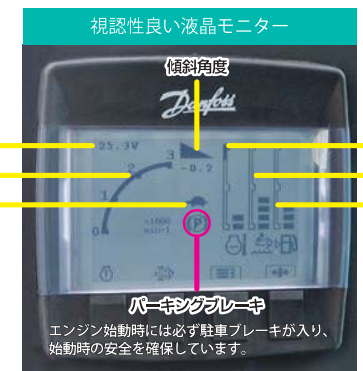 視認性良い液晶モニター
傾斜角度
Danfoss
25.3V
3
2
-0.2
1
×1000
min-1
0
P
パーキングブレーキ
エンジン始動時には必ず駐車ブレーキが入り、
始動時の安全を確保しています。